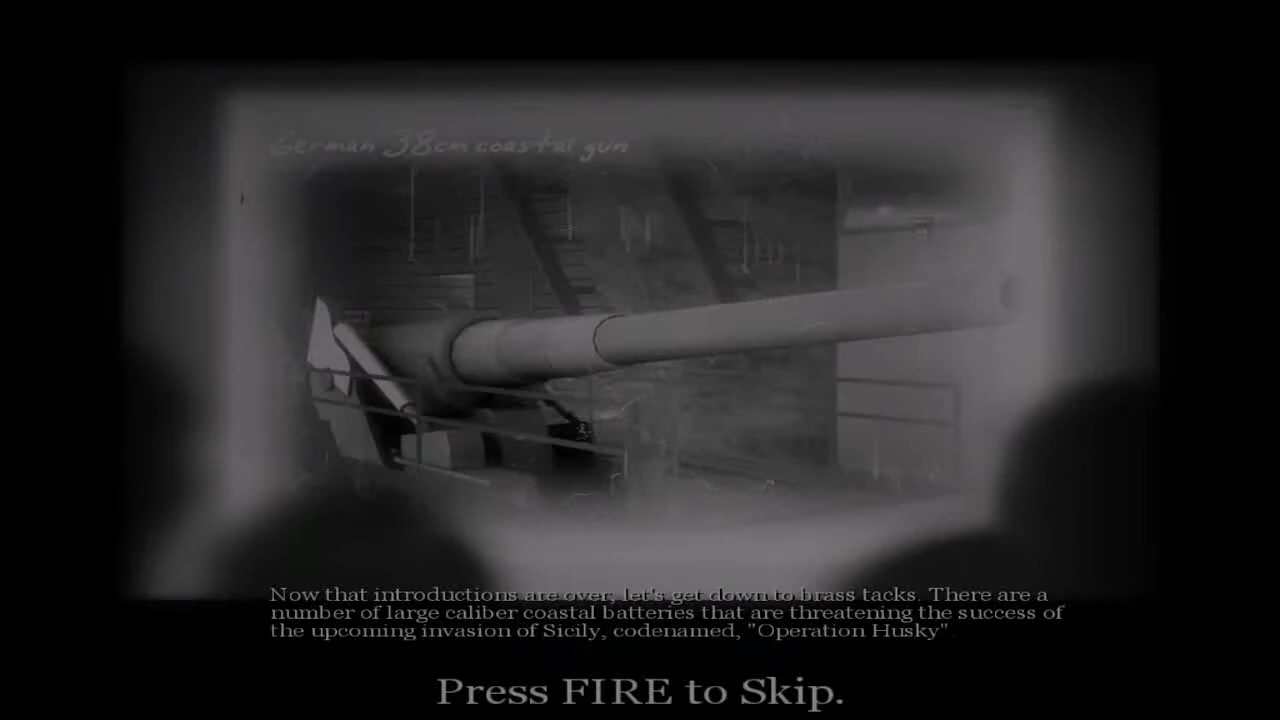 German 38cm coastal gun
Now that introductions are over, let's get down to brass tacks. There are a
number of large caliber coastal batteries that are threatening the success of
the upcoming invasion of Sicily, codenamed, "Operation Husky"
Press FIRE to Skip.